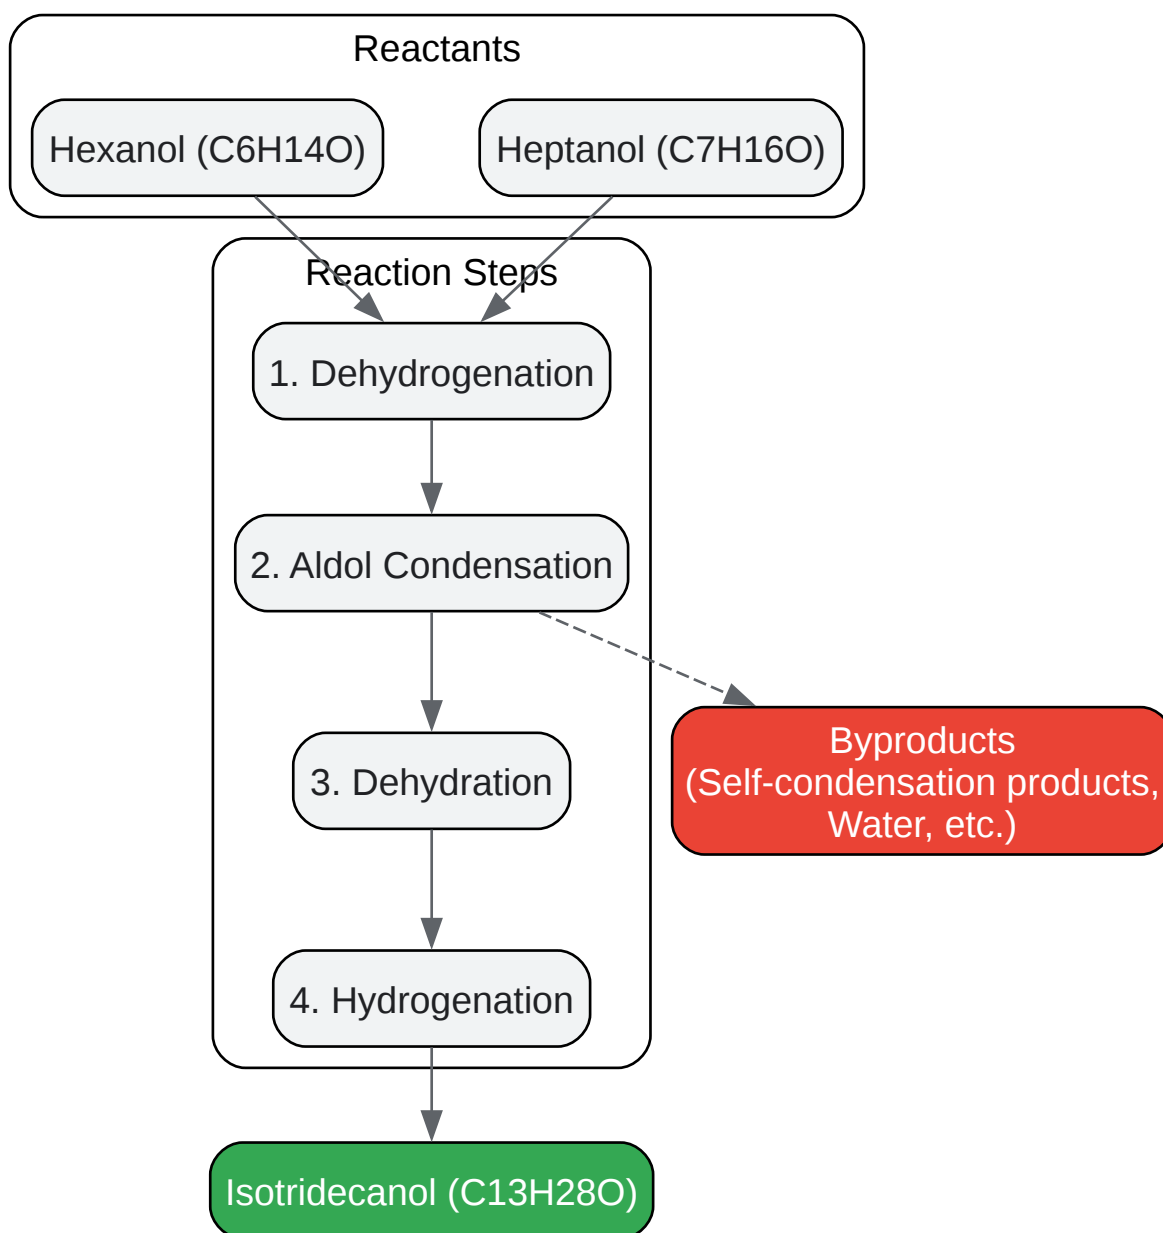 Reactants
Hexanol (C6H14O)
Heptanol (C7H16O)
Reaction Steps
1. Dehydrogenation
2. Aldol Condensation
3. Dehydration
Byproducts
(Self-condensation products,
Water, etc.)
4. Hydrogenation
Isotridecanol (C13H28O)